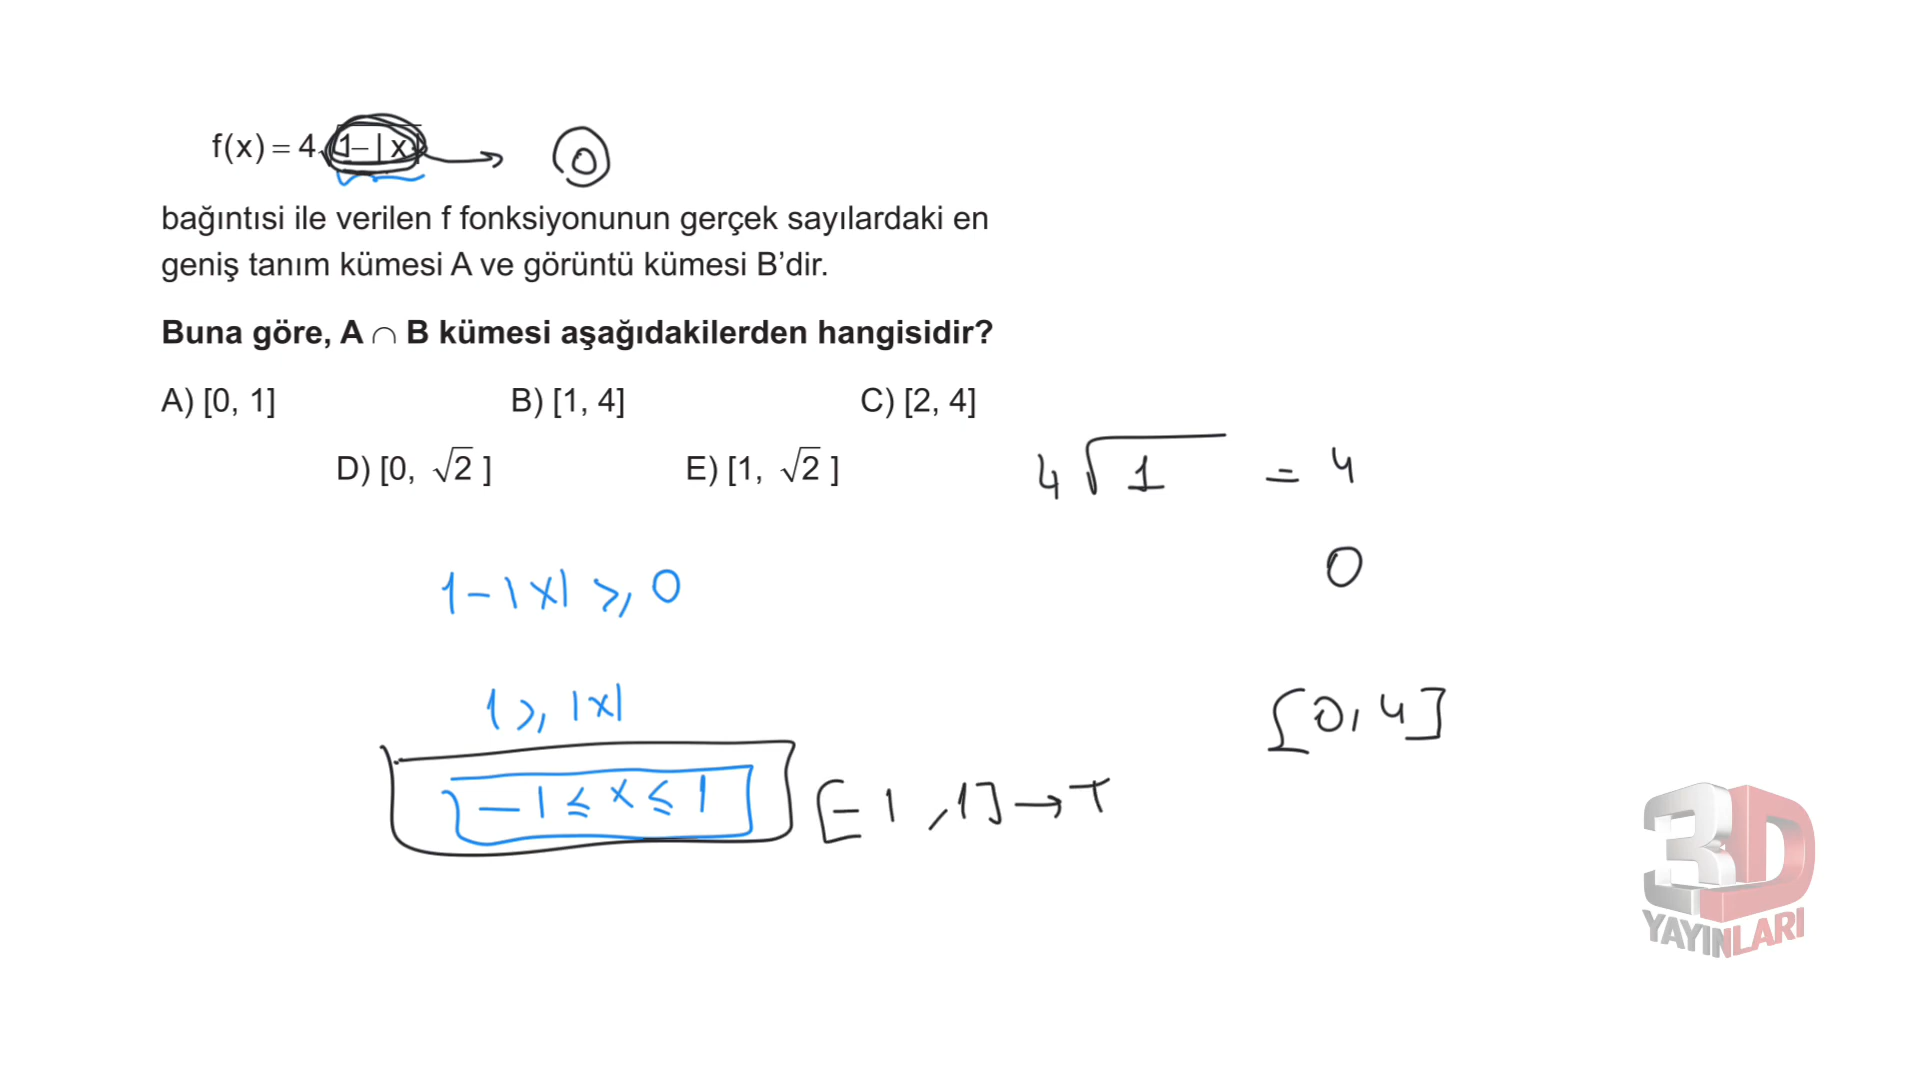 f(x) = 4.√1–|x| → 0
bağıntısi ile verilen f fonksiyonunun gerçek sayılardaki en
geniş tanım kümesi A ve görüntü kümesi B’dir.
Buna göre, A ∩ B kümesi aşağıdakilerden hangisidir?
A) [0, 1] B) [1, 4] C) [2, 4]
D) [0, √2 ] E) [1, √2 ]
4√1 = 4
0
1-|x| ≥ 0
1 ≥ |x|
[0, 4]
-1 ≤ x ≤ 1 [-1, 1] → T
3D
YAYINLARI